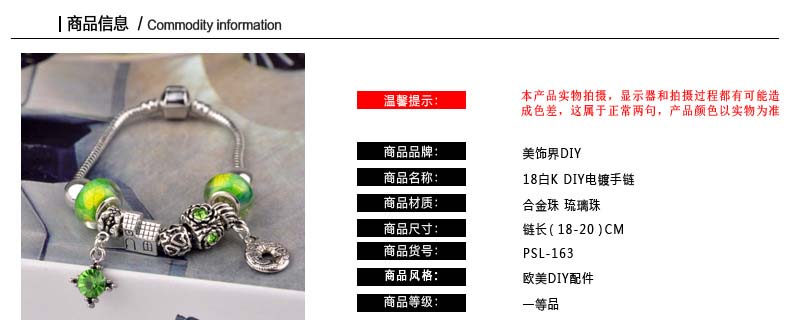 商品信息 / Commodity information
温馨提示：
本产品实物拍摄，显示器和拍摄过程都有可能造
成色差，这属于正常两句，产品颜色以实物为准
商品品牌： 美饰界DIY
商品名称： 18白K DIY电镀手链
商品材质： 合金珠 琉璃珠
商品尺寸： 链长(18-20)CM
商品货号： PSL-163
商品风格： 欧美DIY配件
商品等级： 一等品